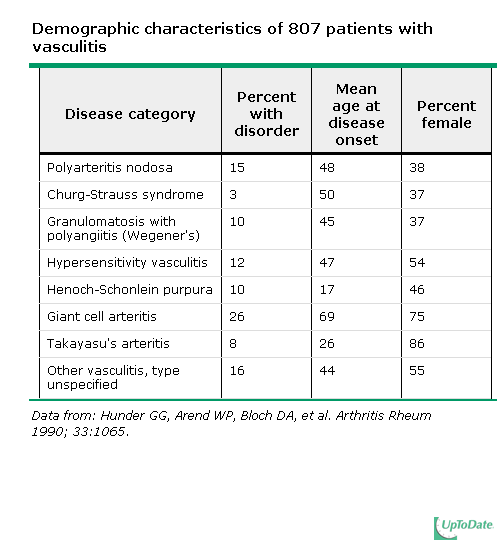 Demographic characteristics of 807 patients with
vasculitis
Disease category
Percent
with
disorder
Mean
age at
disease
onset
Percent
female
Polyarteritis nodosa 15 48 38
Churg-Strauss syndrome 3 50 37
Granulomatosis with
polyangiitis (Wegener's) 10 45 37
Hypersensitivity vasculitis 12 47 54
Henoch-Schonlein purpura 10 17 46
Giant cell arteritis 26 69 75
Takayasu's arteritis 8 26 86
Other vasculitis, type
unspecified 16 44 55
Data from: Hunder GG, Arend WP, Bloch DA, et al. Arthritis Rheum
1990; 33:1065.
UpToDate